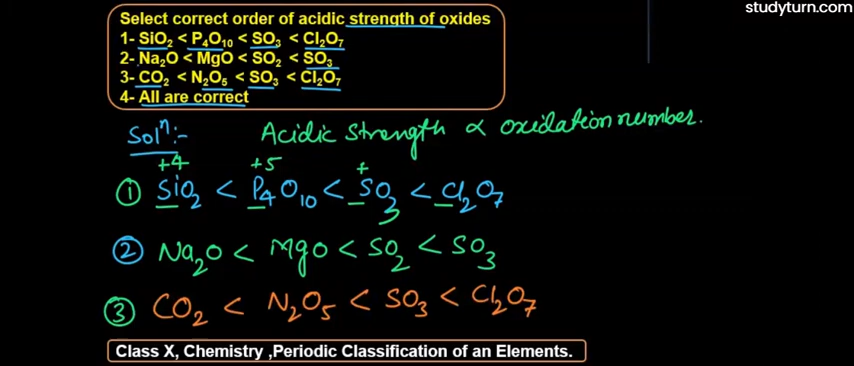 studyturn.com
Select correct order of acidic strength of oxides
1- SiO₂ < P₄O₁₀ < SO₃ < Cl₂O₇
2- Na₂O < MgO < SO₂ < SO₃
3- CO₂ < N₂O₅ < SO₃ < Cl₂O₇
4- All are correct
Solⁿ:- Acidic strength ∝ oxidation number.
+4 +5 +
① SiO₂ < P₄O₁₀ < SO₃ < Cl₂O₇
② Na₂O < MgO < SO₂ < SO₃
③ CO₂ < N₂O₅ < SO₃ < Cl₂O₇
Class X, Chemistry ,Periodic Classification of an Elements.